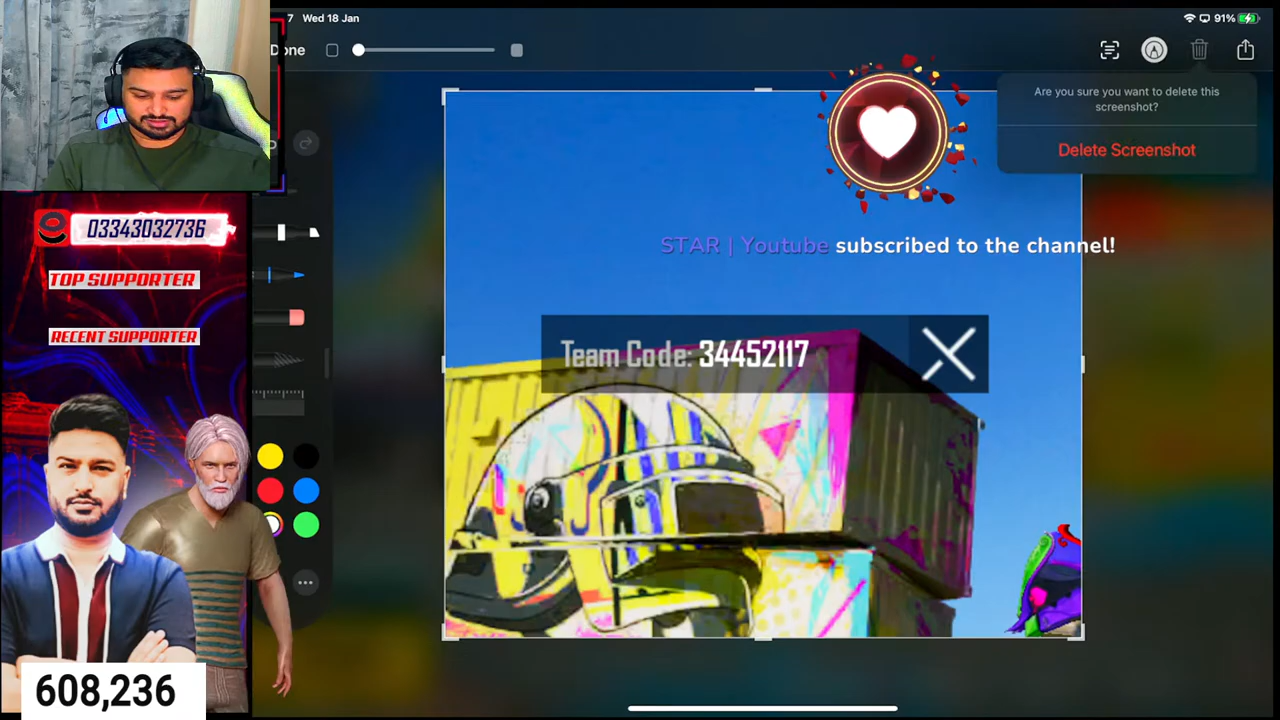 7 Wed 18 Jan
91%
Done
Are you sure you want to delete this
screenshot?
Delete Screenshot
03343032736
TOP SUPPORTER
RECENT SUPPORTER
STAR | Youtube subscribed to the channel!
Team Code: 34452117
608,236